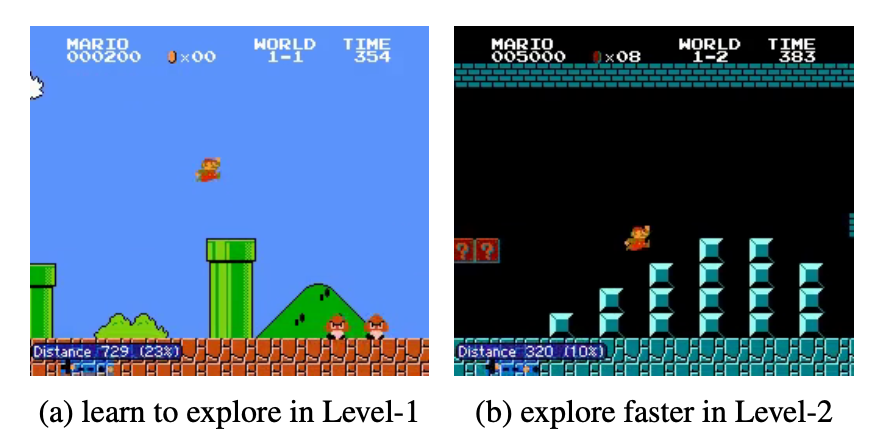 MARIO WORLD TIME
000200 ×00 1-1 354
Distance 729 (23%)
MARIO WORLD TIME
005000 ×08 1-2 383
? ?
Distance 320 (10%)
(a) learn to explore in Level-1
(b) explore faster in Level-2